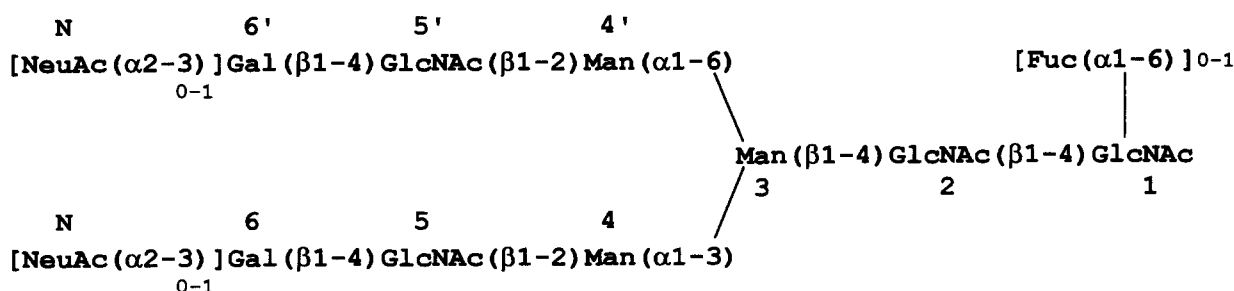 N 6' 5' 4'
[NeuAc(α2-3)]Gal(β1-4)GlcNAc(β1-2)Man(α1-6) [Fuc(α1-6)]0-1
0-1
Man(β1-4)GlcNAc(β1-4)GlcNAc
3 2 1
N 6 5 4
[NeuAc(α2-3)]Gal(β1-4)GlcNAc(β1-2)Man(α1-3)
0-1